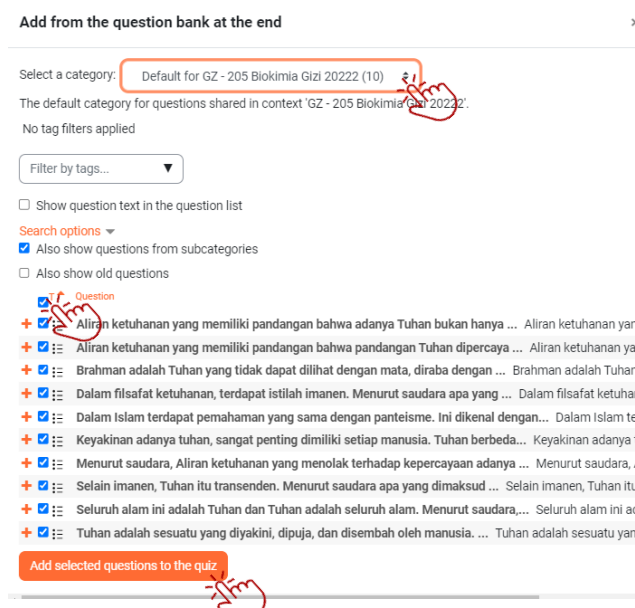 Add from the question bank at the end
Select a category: Default for GZ - 205 Biokimia Gizi 20222 (10)
The default category for questions shared in context 'GZ - 205 Biokimia Gizi 20222'.
No tag filters applied
Filter by tags...
Show question text in the question list
Search options
Also show questions from subcategories
Also show old questions
T Question
Aliran ketuhanan yang memiliki pandangan bahwa adanya Tuhan bukan hanya ... Aliran ketuhanan yan
Aliran ketuhanan yang memiliki pandangan bahwa pandangan Tuhan dipercaya ... Aliran ketuhanan ya
Brahman adalah Tuhan yang tidak dapat dilihat dengan mata, diraba dengan ... Brahman adalah Tuhan
Dalam filsafat ketuhanan, terdapat istilah imanen. Menurut saudara apa yang ... Dalam filsafat ketuha
Dalam Islam terdapat pemahaman yang sama dengan panteisme. Ini dikenal dengan... Dalam Islam te
Keyakinan adanya tuhan, sangat penting dimiliki setiap manusia. Tuhan berbeda... Keyakinan adanya
Menurut saudara, Aliran ketuhanan yang menolak terhadap kepercayaan adanya ... Menurut saudara,
Selain imanen, Tuhan itu transenden. Menurut saudara apa yang dimaksud ... Selain imanen, Tuhan itu
Seluruh alam ini adalah Tuhan dan Tuhan adalah seluruh alam. Menurut saudara,... Seluruh alam ini ad
Tuhan adalah sesuatu yang diyakini, dipuja, dan disembah oleh manusia. ... Tuhan adalah sesuatu yan
Add selected questions to the quiz